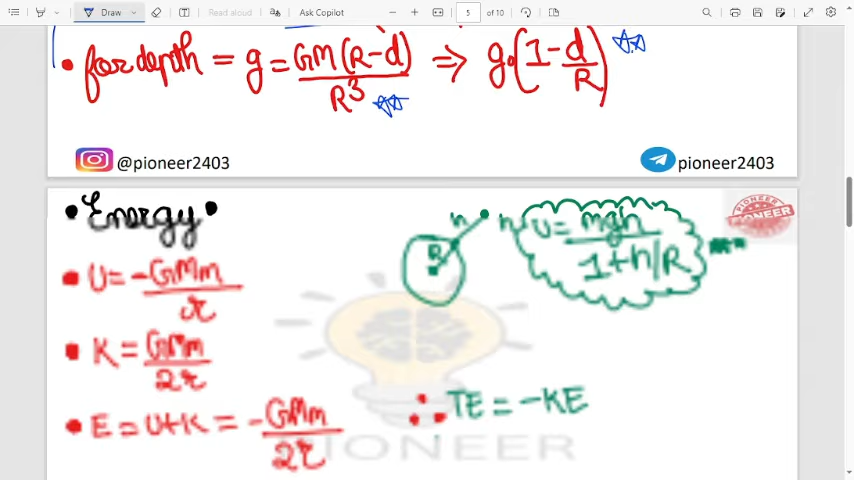 Draw
Read aloud
Ask Copilot
5 of 10
• for depth = g = GM(R-d)/R³ ⇒ g₀(1 - d/R)
@pioneer2403
pioneer2403
• Energy •
R h
h U = mgh/1+h/R
PIONEER
• U = -GMm/r
• K = GMm/2r
• E = U+K = -GMm/2r
∴ TE = -KE
PIONEER